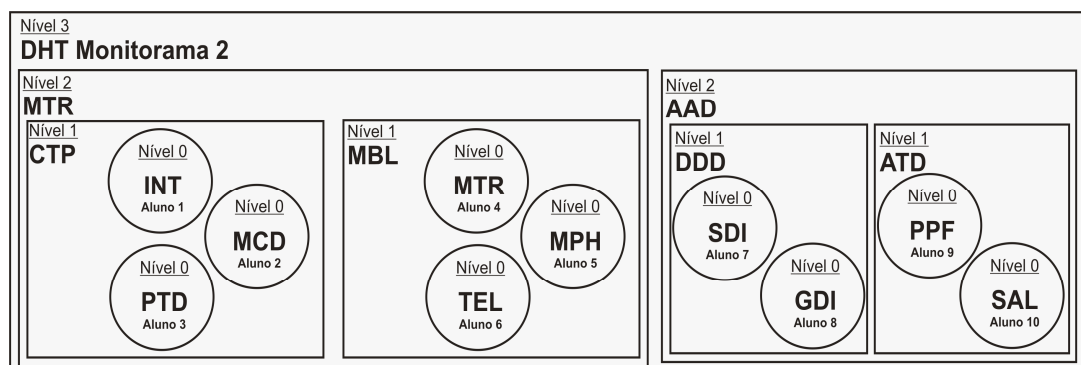 Nível 3
DHT Monitorama 2
Nível 2
MTR
Nível 1
CTP
Nível 0
INT
Aluno 1
Nível 0
MCD
Aluno 2
Nível 0
PTD
Aluno 3
Nível 1
MBL
Nível 0
MTR
Aluno 4
Nível 0
MPH
Aluno 5
Nível 0
TEL
Aluno 6
Nível 2
AAD
Nível 1
DDD
Nível 0
SDI
Aluno 7
Nível 0
GDI
Aluno 8
Nível 1
ATD
Nível 0
PPF
Aluno 9
Nível 0
SAL
Aluno 10